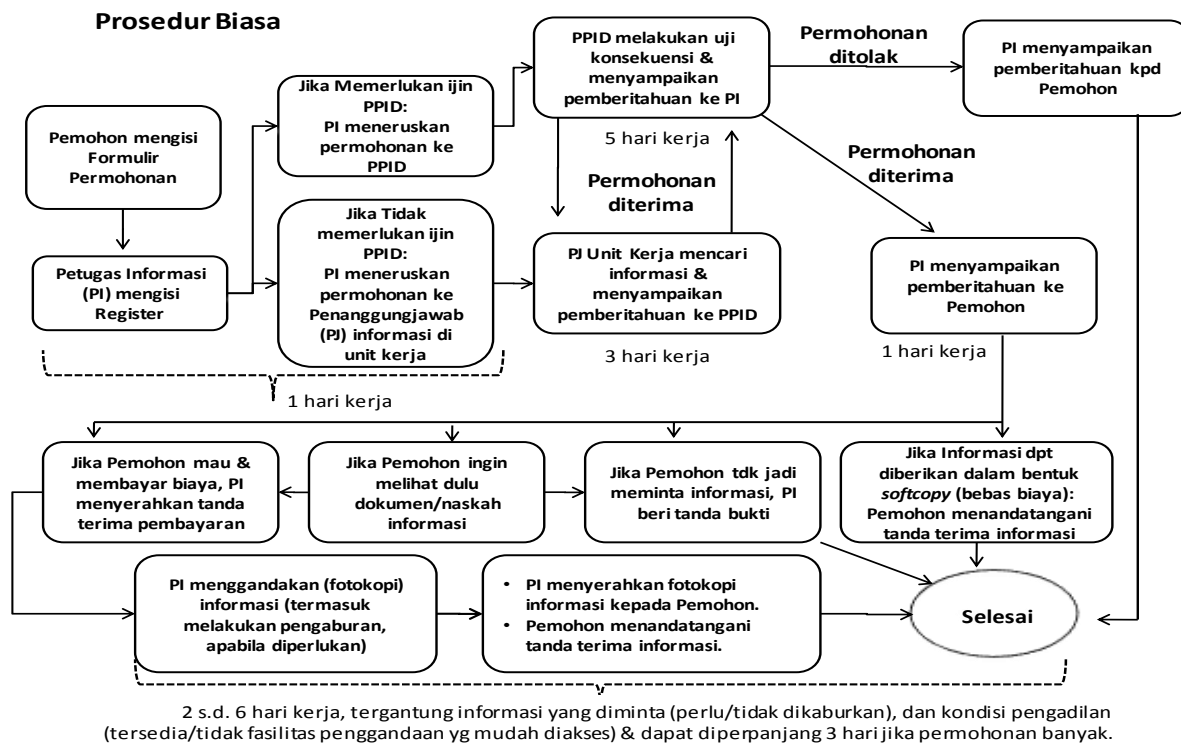 Prosedur Biasa
Pemohon mengisi
Formulir
Permohonan
Petugas Informasi
(PI) mengisi
Register
Jika Memerlukan ijin
PPID:
PI meneruskan
permohonan ke
PPID
Jika Tidak
memerlukan ijin
PPID:
PI meneruskan
permohonan ke
Penanggungjawab
(PJ) informasi di
unit kerja
1 hari kerja
PPID melakukan uji
konsekuensi &
menyampaikan
pemberitahuan ke PI
5 hari kerja
Permohonan
diterima
PJ Unit Kerja mencari
informasi &
menyampaikan
pemberitahuan ke PPID
3 hari kerja
Permohonan
ditolak
PI menyampaikan
pemberitahuan kpd
Pemohon
Permohonan
diterima
PI menyampaikan
pemberitahuan ke
Pemohon
1 hari kerja
Jika Pemohon mau &
membayar biaya, PI
menyerahkan tanda
terima pembayaran
Jika Pemohon ingin
melihat dulu
dokumen/naskah
informasi
Jika Pemohon tdk jadi
meminta informasi, PI
beri tanda bukti
Jika Informasi dpt
diberikan dalam bentuk
softcopy (bebas biaya):
Pemohon menandatangani
tanda terima informasi
PI menggandakan (fotokopi)
informasi (termasuk
melakukan pengaburan,
apabila diperlukan)
• PI menyerahkan fotokopi
informasi kepada Pemohon.
• Pemohon menandatangani
tanda terima informasi.
Selesai
2 s.d. 6 hari kerja, tergantung informasi yang diminta (perlu/tidak dikaburkan), dan kondisi pengadilan
(tersedia/tidak fasilitas penggandaan yg mudah diakses) & dapat diperpanjang 3 hari jika permohonan banyak.